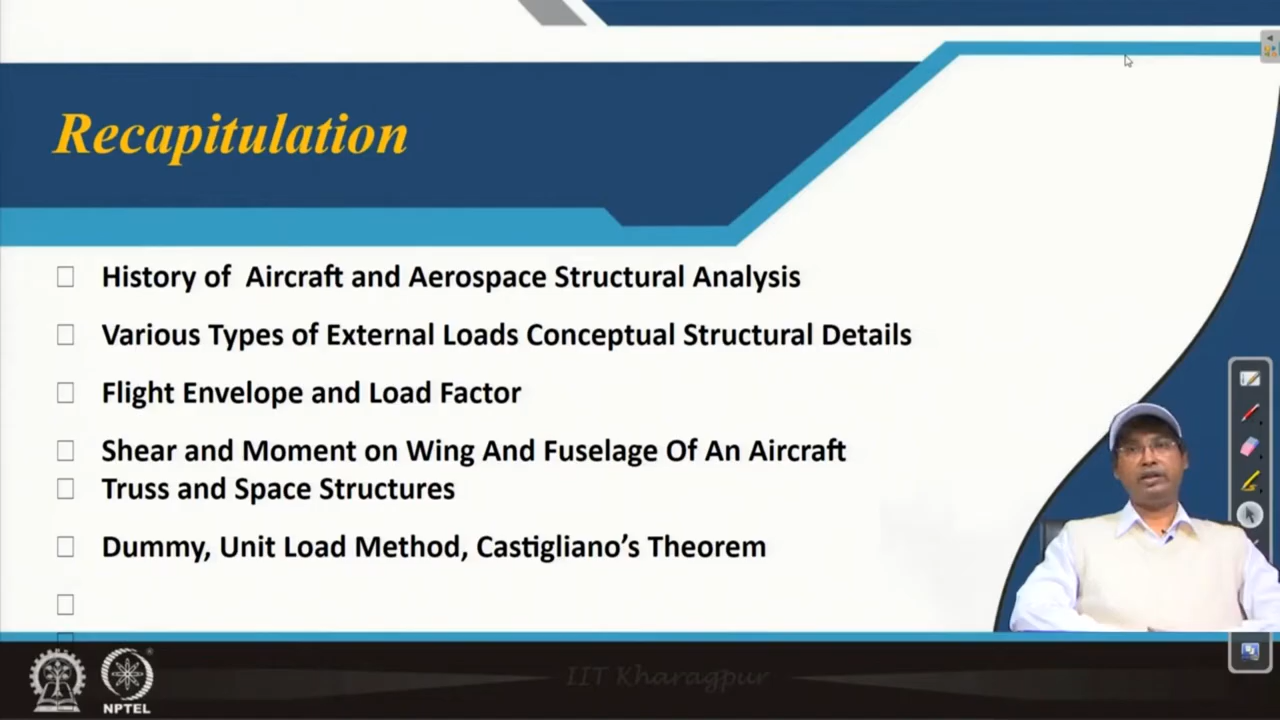 Recapitulation
History of Aircraft and Aerospace Structural Analysis
Various Types of External Loads Conceptual Structural Details
Flight Envelope and Load Factor
Shear and Moment on Wing And Fuselage Of An Aircraft
Truss and Space Structures
Dummy, Unit Load Method, Castigliano's Theorem
IIT Kharagpur
NPTEL